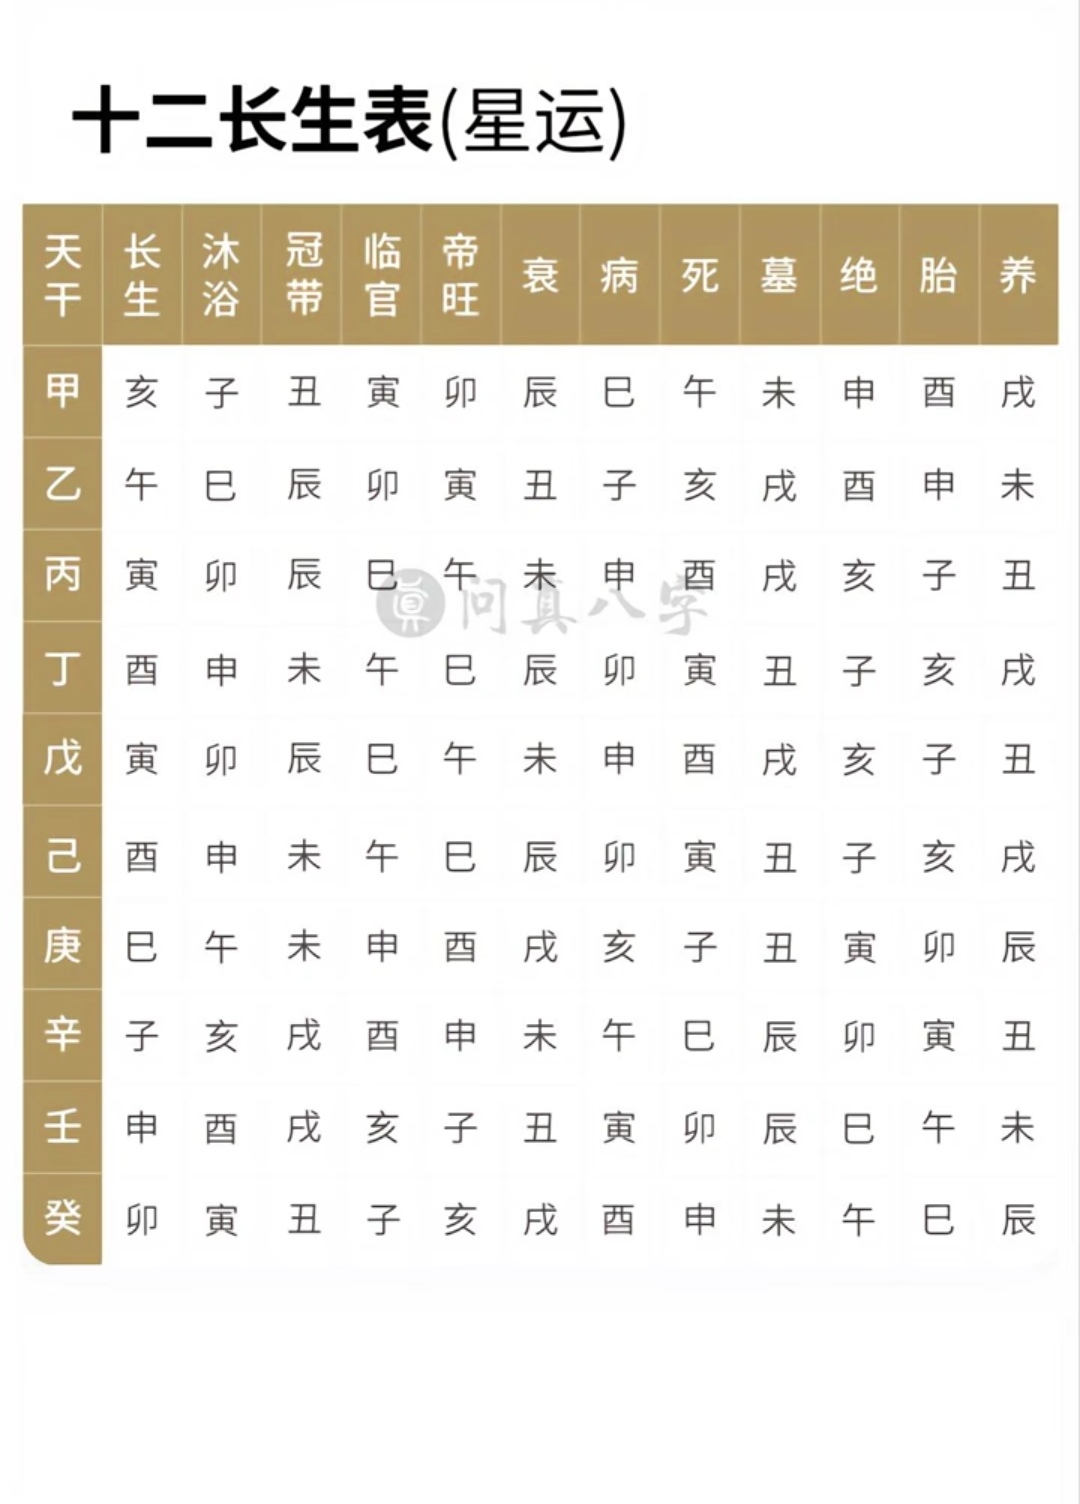 十二长生表(星运)
天干 长生 沐浴 冠带 临官 帝旺 衰 病 死 墓 绝 胎 养
甲 亥 子 丑 寅 卯 辰 巳 午 未 申 酉 戌
乙 午 巳 辰 卯 寅 丑 子 亥 戌 酉 申 未
丙 寅 卯 辰 巳 午 未 申 酉 戌 亥 子 丑
真 问真八字
丁 酉 申 未 午 巳 辰 卯 寅 丑 子 亥 戌
戊 寅 卯 辰 巳 午 未 申 酉 戌 亥 子 丑
己 酉 申 未 午 巳 辰 卯 寅 丑 子 亥 戌
庚 巳 午 未 申 酉 戌 亥 子 丑 寅 卯 辰
辛 子 亥 戌 酉 申 未 午 巳 辰 卯 寅 丑
壬 申 酉 戌 亥 子 丑 寅 卯 辰 巳 午 未
癸 卯 寅 丑 子 亥 戌 酉 申 未 午 巳 辰